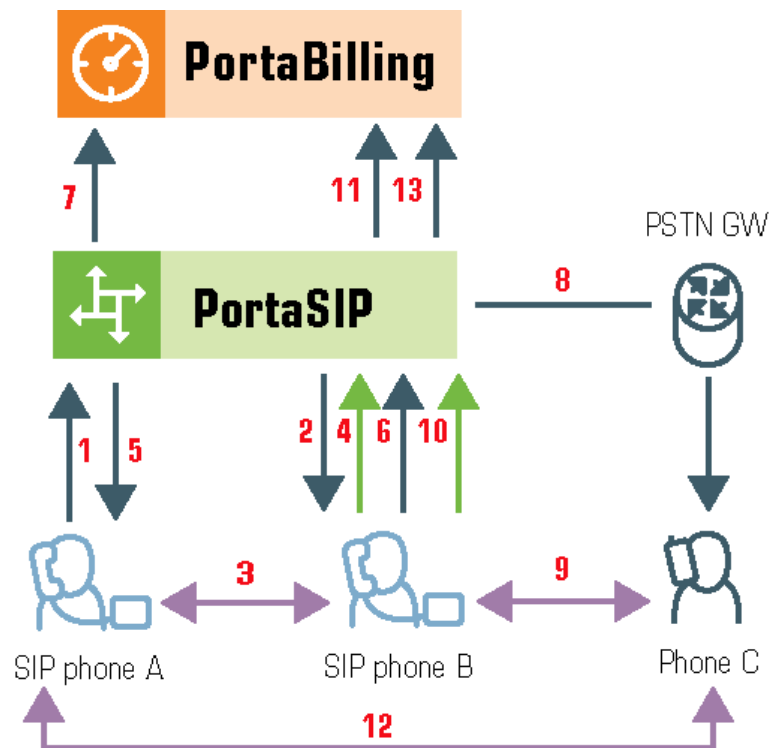 PortaBilling
7
11
13
PSTN GW
PortaSIP
8
1
5
2
4
6
10
3
9
SIP phone A
SIP phone B
Phone C
12